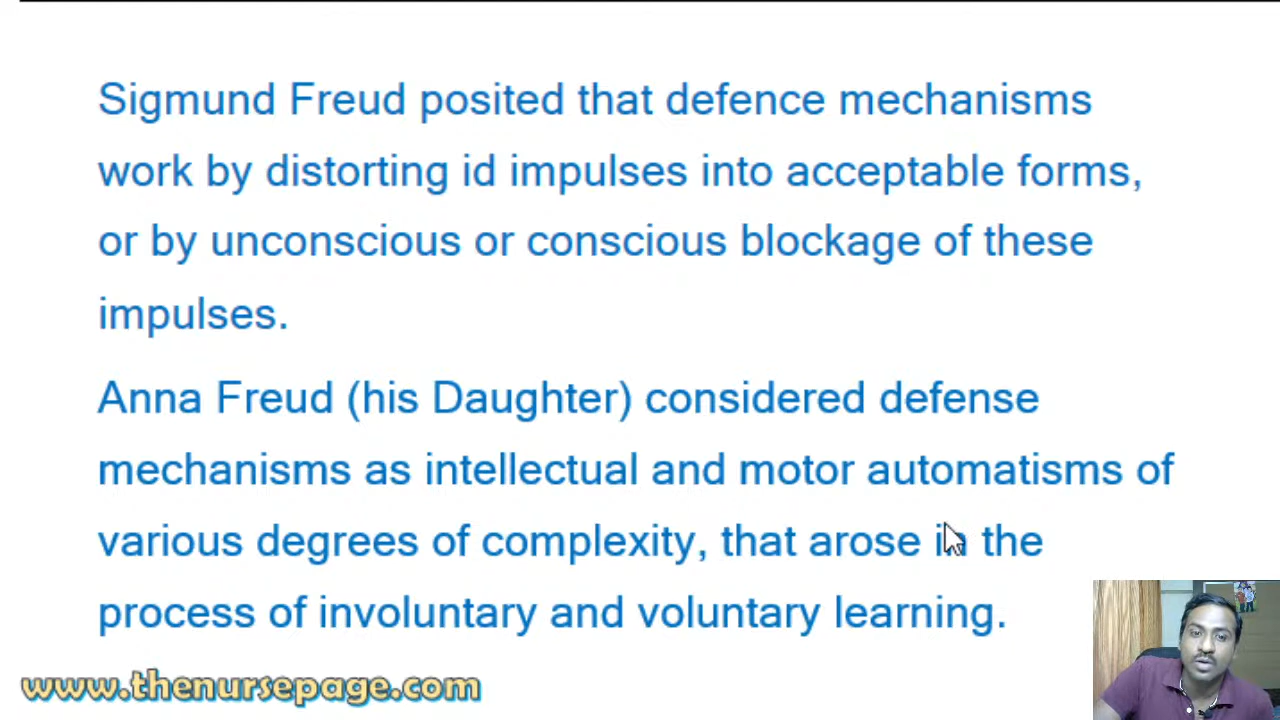 Sigmund Freud posited that defence mechanisms
work by distorting id impulses into acceptable forms,
or by unconscious or conscious blockage of these
impulses.
Anna Freud (his Daughter) considered defense
mechanisms as intellectual and motor automatisms of
various degrees of complexity, that arose in the
process of involuntary and voluntary learning.
www.thenursepage.com